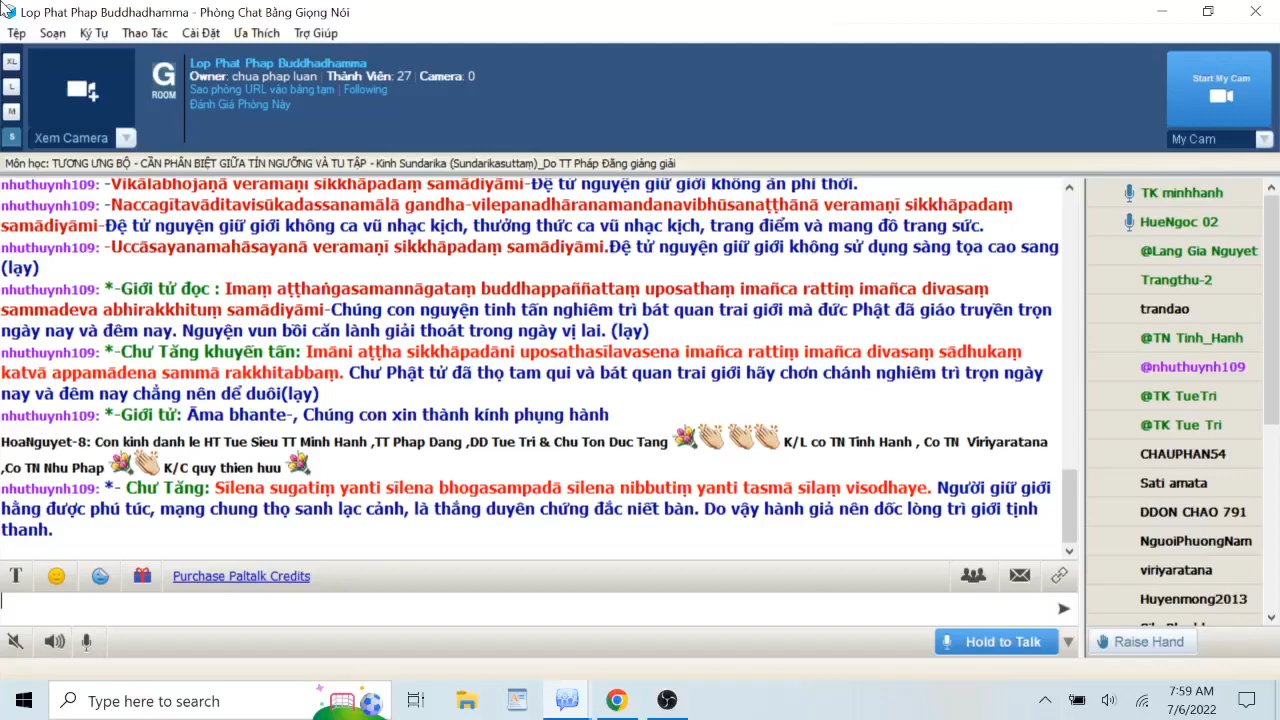 Lop Phat Phap Buddhadhamma - Phòng Chat Bằng Giọng Nói
Tệp Soạn Ký Tự Thao Tác Cài Đặt Ưa Thích Trợ Giúp
XL
L
M
S
Xem Camera
G
ROOM
Lop Phat Phap Buddhadhamma
Owner: chua phap luan | Thành Viên: 27 | Camera: 0
Sao phòng URL vào bảng tạm | Following
Đánh Giá Phòng Này
Start My Cam
My Cam
Môn học: TƯƠNG ƯNG BỘ - CẦN PHÂN BIỆT GIỮA TÍN NGƯỠNG VÀ TU TẬP - Kinh Sundarika (Sundarikasuttaṃ)_Do TT Pháp Đăng giảng giải
nhuthuynh109: -Vikālabhojaṇā veramaṇı sikkhāpadaṃ samādiyāmi-Đệ tử nguyện giữ giới không ăn phi thời.
nhuthuynh109: -Naccagītavāditavisūkadassanamālā gandha-vilepanadhāranamandanavibhūsanaṭṭhānā veramaṇī sikkhāpadaṃ
samādiyāmi-Đệ tử nguyện giữ giới không ca vũ nhạc kịch, thưởng thức ca vũ nhạc kịch, trang điểm và mang đồ trang sức.
nhuthuynh109: -Uccāsayanamahāsayanā veramaṇī sikkhāpadaṃ samādiyāmi.Đệ tử nguyện giữ giới không sử dụng sàng tọa cao sang
(lạy)
nhuthuynh109: *-Giới tử đọc : Imaṃ aṭṭhaṅgasamannāgataṃ buddhappaññattaṃ uposathaṃ imañca rattiṃ imañca divasaṃ
sammadeva abhirakkhituṃ samādiyāmi-Chúng con nguyện tinh tấn nghiêm trì bát quan trai giới mà đức Phật đã giáo truyền trọn
ngày nay và đêm nay. Nguyện vun bồi căn lành giải thoát trong ngày vị lai. (lạy)
nhuthuynh109: *-Chư Tăng khuyến tấn: Imāni aṭṭha sikkhāpadāni uposathasīlavasena imañca rattiṃ imañca divasaṃ sādhukaṃ
katvā appamādena sammā rakkhitabbaṃ. Chư Phật tử đã thọ tam qui và bát quan trai giới hãy chơn chánh nghiêm trì trọn ngày
nay và đêm nay chẳng nên để duôi(lạy)
nhuthuynh109: *-Giới tử: Āma bhante-, Chúng con xin thành kính phụng hành
HoaNguyet-8: Con kinh danh le HT Tue Sieu TT Minh Hanh ,TT Phap Dang ,DD Tue Tri & Chu Ton Duc Tang K/L co TN Tinh Hanh , Co TN Viriyaratana
,Co TN Nhu Phap K/C quy thien huu
nhuthuynh109: *- Chư Tăng: Sīlena sugatiṃ yanti sīlena bhogasampadā sīlena nibbutiṃ yanti tasmā sīlaṃ visodhaye. Người giữ giới
hằng được phú túc, mạng chung thọ sanh lạc cảnh, là thắng duyên chứng đắc niết bàn. Do vậy hành giả nên dốc lòng trì giới tịnh
thanh.
TK minhhanh
HueNgoc 02
@Lang Gia Nguyet
Trangthu-2
trandao
@TN Tinh_Hanh
@nhuthuynh109
@TK TueTri
@TK Tue Tri
CHAUPHAN54
Sati amata
DDON CHAO 791
NguoiPhuongNam
viriyaratana
Huyenmong2013
T
Purchase Paltalk Credits
Hold to Talk
Raise Hand
Type here to search
7:59 AM
7/6/2022